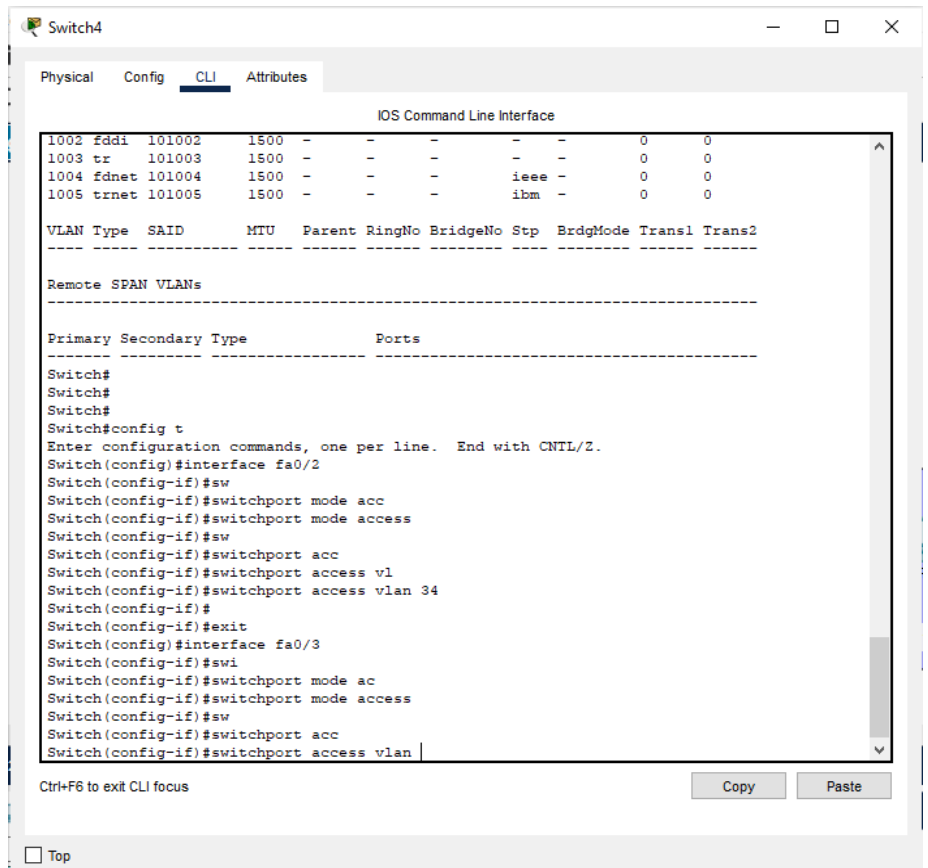 Switch4
Physical Config CLI Attributes
IOS Command Line Interface
1002 fddi  101002     1500  -      -      -        -    -        0      0
1003 tr    101003     1500  -      -      -        -    -        0      0
1004 fdnet 101004     1500  -      -      -        ieee -        0      0
1005 trnet 101005     1500  -      -      -        ibm  -        0      0
VLAN Type  SAID       MTU   Parent RingNo BridgeNo Stp  BrdgMode Trans1 Trans2
---- ----- ---------- ----- ------ ------ -------- ---- -------- ------ ------
Remote SPAN VLANs
------------------------------------------------------------------------------
Primary Secondary Type              Ports
------- --------- ----------------- ------------------------------------------
Switch#
Switch#
Switch#
Switch#config t
Enter configuration commands, one per line.  End with CNTL/Z.
Switch(config)#interface fa0/2
Switch(config-if)#sw
Switch(config-if)#switchport mode acc
Switch(config-if)#switchport mode access
Switch(config-if)#sw
Switch(config-if)#switchport acc
Switch(config-if)#switchport access vl
Switch(config-if)#switchport access vlan 34
Switch(config-if)#
Switch(config-if)#exit
Switch(config)#interface fa0/3
Switch(config-if)#swi
Switch(config-if)#switchport mode ac
Switch(config-if)#switchport mode access
Switch(config-if)#sw
Switch(config-if)#switchport acc
Switch(config-if)#switchport access vlan
Ctrl+F6 to exit CLI focus
Copy Paste
Top